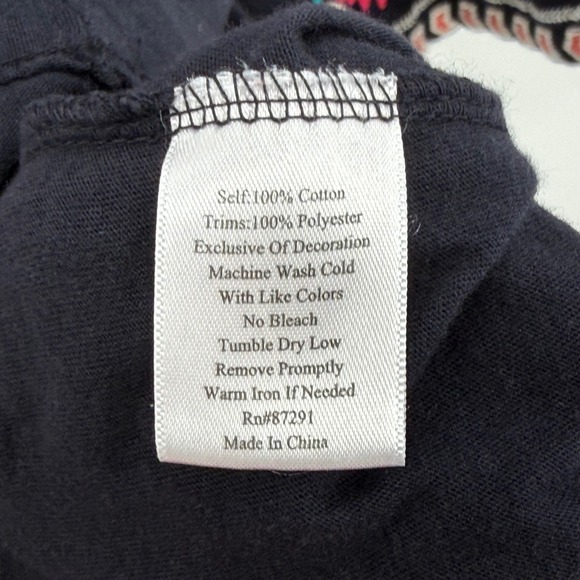 Self:100% Cotton
Trims:100% Polyester
Exclusive Of Decoration
Machine Wash Cold
With Like Colors
No Bleach
Tumble Dry Low
Remove Promptly
Warm Iron If Needed
Rn#87291
Made In China